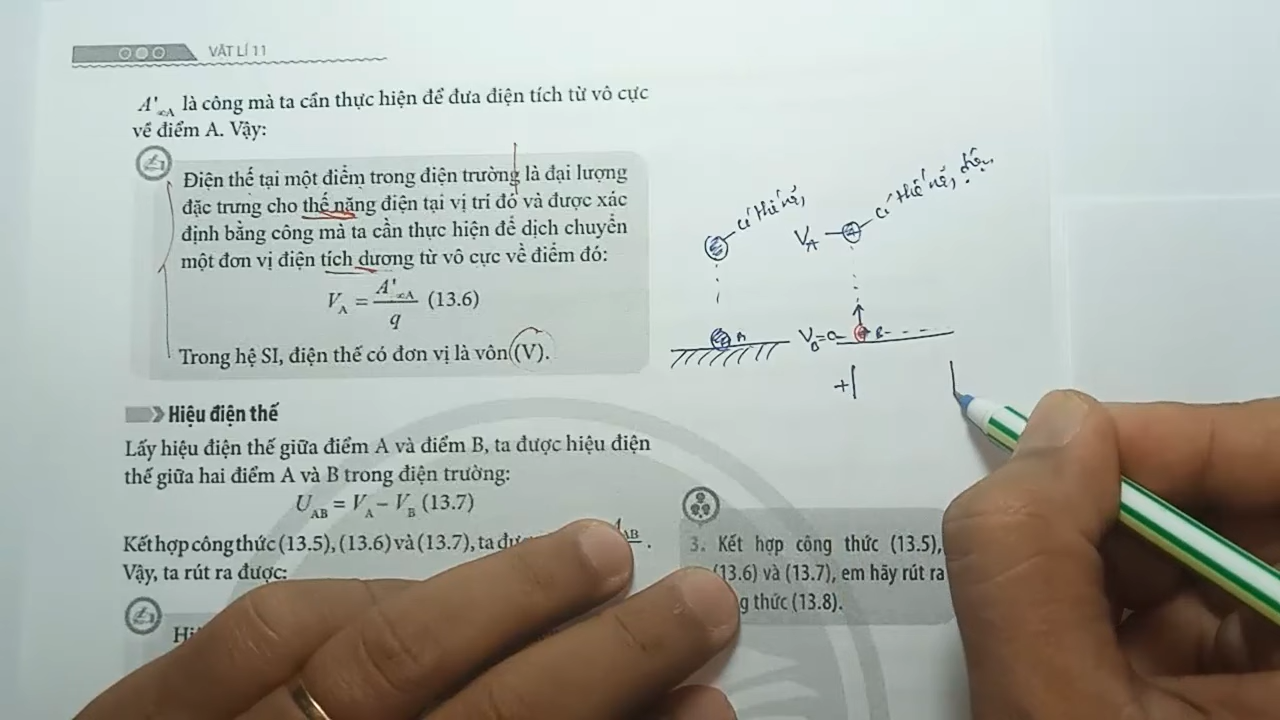 VẬT LÍ 11
A'∞A là công mà ta cần thực hiện để đưa điện tích từ vô cực
về điểm A. Vậy:
Điện thế tại một điểm trong điện trường là đại lượng
đặc trưng cho thế năng điện tại vị trí đó và được xác
định bằng công mà ta cần thực hiện để dịch chuyển
một đơn vị điện tích dương từ vô cực về điểm đó:
V_A = A'∞A / q (13.6)
Trong hệ SI, điện thế có đơn vị là vôn (V).
Hiệu điện thế
Lấy hiệu điện thế giữa điểm A và điểm B, ta được hiệu điện
thế giữa hai điểm A và B trong điện trường:
U_AB = V_A – V_B (13.7)
Kết hợp công thức (13.5), (13.6) và (13.7), ta
Vậy, ta rút ra được:
3. Kết hợp công thức (13.5),
(13.6) và (13.7), em hãy rút ra
thức (13.8).
V_A
B
+